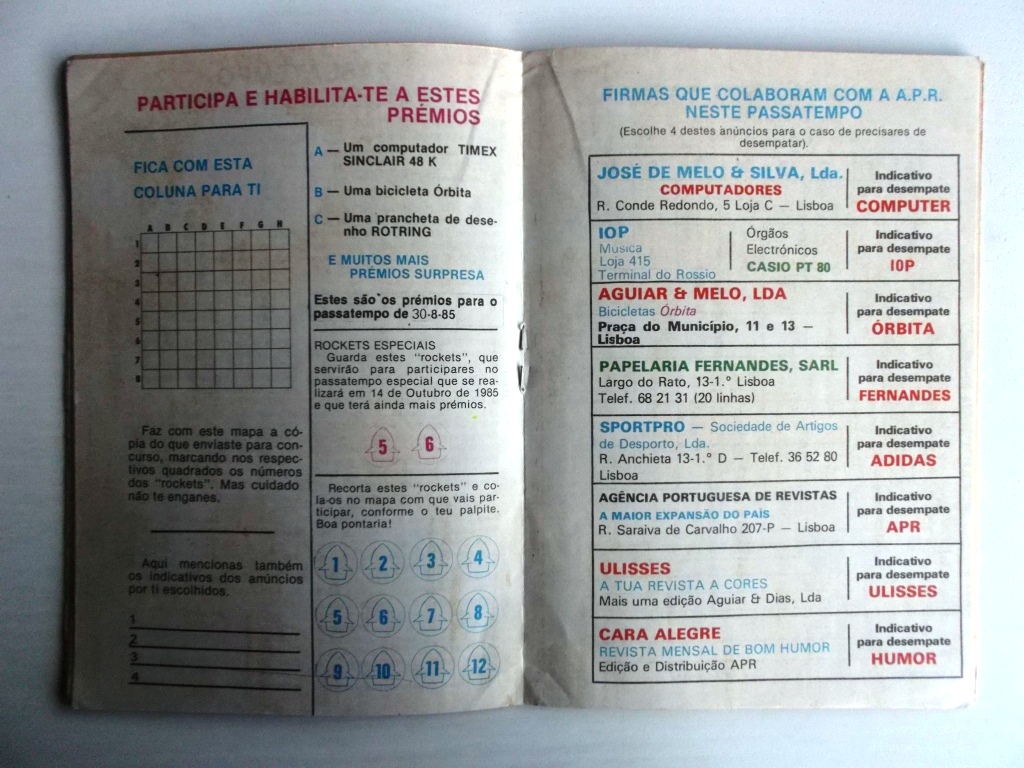 PARTICIPA E HABILITA-TE A ESTES
PRÉMIOS
FICA COM ESTA
COLUNA PARA TI
A B C D E F G H
1
2
3
4
5
6
7
8
Faz com este mapa a có-
pia do que enviaste para con-
curso, marcando nos respec-
tivos quadrados os números
dos "rockets". Mas cuidado
não te enganes.
Aqui mencionas também
os indicativos dos anúncios
por ti escolhidos.
1
2
3
4
A — Um computador TIMEX
SINCLAIR 48 K
B — Uma bicicleta Órbita
C — Uma prancheta de dese-
nho ROTRING
E MUITOS MAIS
PRÉMIOS SURPRESA
Estes são os prémios para o
passatempo de 30-8-85
ROCKETS ESPECIAIS
Guarda estes "rockets", que
servirão para participares no
passatempo especial que se rea-
lizará em 14 de Outubro de 1985
e que terá ainda mais prémios.
5 6
Recorta estes "rockets" e co-
la-os no mapa com que vais par-
ticipar, conforme o teu palpite.
Boa pontaria!
1 2 3 4
5 6 7 8
9 10 11 12
FIRMAS QUE COLABORAM COM A A.P.R.
NESTE PASSATEMPO
(Escolhe 4 destes anúncios para o caso de precisares de
desempatar).
JOSÉ DE MELO & SILVA, Lda.
COMPUTADORES
R. Conde Redondo, 5 Loja C — Lisboa
Indicativo
para desempate
COMPUTER
IOP
Música
Loja 415
Terminal do Rossio
Órgãos
Electrónicos
CASIO PT 80
Indicativo
para desempate
IOP
AGUIAR & MELO, LDA
Bicicletas Órbita
Praça do Município, 11 e 13 —
Lisboa
Indicativo
para desempate
ÓRBITA
PAPELARIA FERNANDES, SARL
Largo do Rato, 13-1.º Lisboa
Telef. 68 21 31 (20 linhas)
Indicativo
para desempate
FERNANDES
SPORTPRO — Sociedade de Artigos
de Desporto, Lda.
R. Anchieta 13-1.º D — Telef. 36 52 80
Lisboa
Indicativo
para desempate
ADIDAS
AGÊNCIA PORTUGUESA DE REVISTAS
A MAIOR EXPANSÃO DO PAÍS
R. Saraiva de Carvalho 207-P — Lisboa
Indicativo
para desempate
APR
ULISSES
A TUA REVISTA A CORES
Mais uma edição Aguiar & Dias, Lda
Indicativo
para desempate
ULISSES
CARA ALEGRE
REVISTA MENSAL DE BOM HUMOR
Edição e Distribuição APR
Indicativo
para desempate
HUMOR